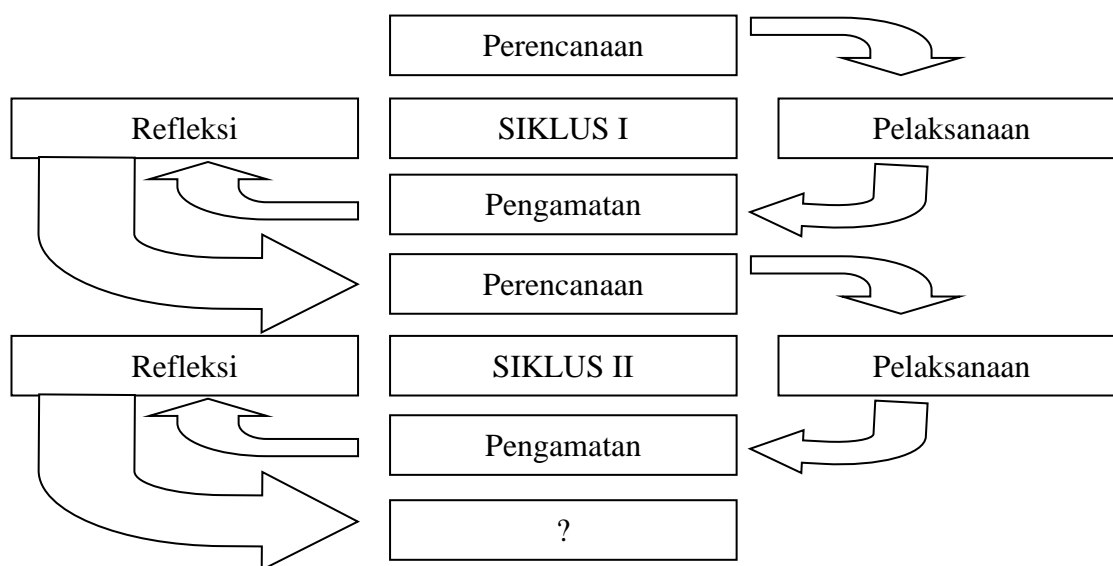 Perencanaan
Refleksi
SIKLUS I
Pelaksanaan
Pengamatan
Perencanaan
Refleksi
SIKLUS II
Pelaksanaan
Pengamatan
?